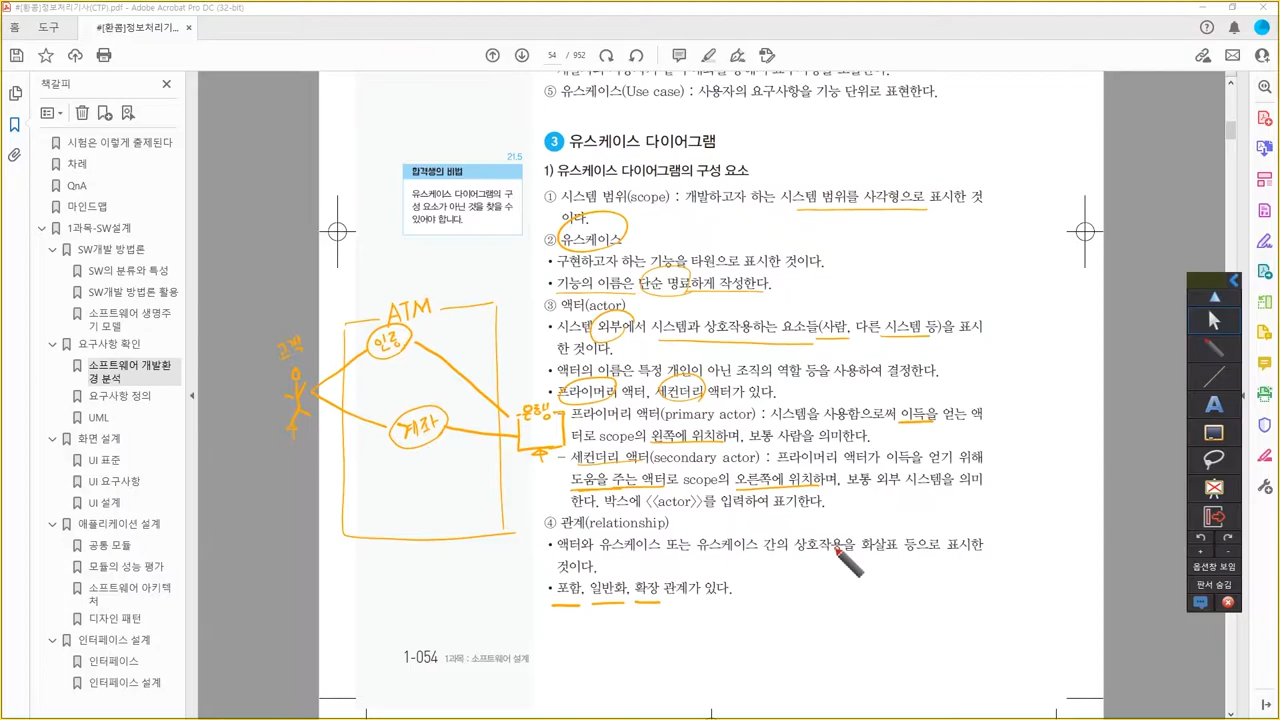 #[환콤]정보처리기사(CTP).pdf - Adobe Acrobat Pro DC (32-bit)
홈
도구
#[환콤]정보처리기...
54 / 952
책갈피
시험은 이렇게 출제된다
차례
QnA
마인드맵
1과목-SW설계
SW개발 방법론
SW의 분류와 특성
SW개발 방법론 활용
소프트웨어 생명주
기 모델
요구사항 확인
소프트웨어 개발환
경 분석
요구사항 정의
UML
화면 설계
UI 표준
UI 요구사항
UI 설계
애플리케이션 설계
공통 모듈
모듈의 성능 평가
소프트웨어 아키텍
처
디자인 패턴
인터페이스 설계
인터페이스
인터페이스 설계
⑤ 유스케이스(Use case) : 사용자의 요구사항을 기능 단위로 표현한다.
3 유스케이스 다이어그램
21.5
합격생의 비법
유스케이스 다이어그램의 구
성 요소가 아닌 것을 찾을 수
있어야 합니다.
1) 유스케이스 다이어그램의 구성 요소
① 시스템 범위(scope) : 개발하고자 하는 시스템 범위를 사각형으로 표시한 것
이다.
② 유스케이스
• 구현하고자 하는 기능을 타원으로 표시한 것이다.
• 기능의 이름은 단순 명료하게 작성한다.
③ 액터(actor)
• 시스템 외부에서 시스템과 상호작용하는 요소들(사람, 다른 시스템 등)을 표시
한 것이다.
• 액터의 이름은 특정 개인이 아닌 조직의 역할 등을 사용하여 결정한다.
• 프라이머리 액터, 세컨더리 액터가 있다.
프라이머리 액터(primary actor) : 시스템을 사용함으로써 이득을 얻는 액
터로 scope의 왼쪽에 위치하며, 보통 사람을 의미한다.
– 세컨더리 액터(secondary actor) : 프라이머리 액터가 이득을 얻기 위해
도움을 주는 액터로 scope의 오른쪽에 위치하며, 보통 외부 시스템을 의미
한다. 박스에 〈〈actor〉〉를 입력하여 표기한다.
④ 관계(relationship)
• 액터와 유스케이스 또는 유스케이스 간의 상호작용을 화살표 등으로 표시한
것이다.
• 포함, 일반화, 확장 관계가 있다.
ATM
고객
인증
계좌
은행
1-054 1과목 : 소프트웨어 설계
옵션창 보임
판서 숨김